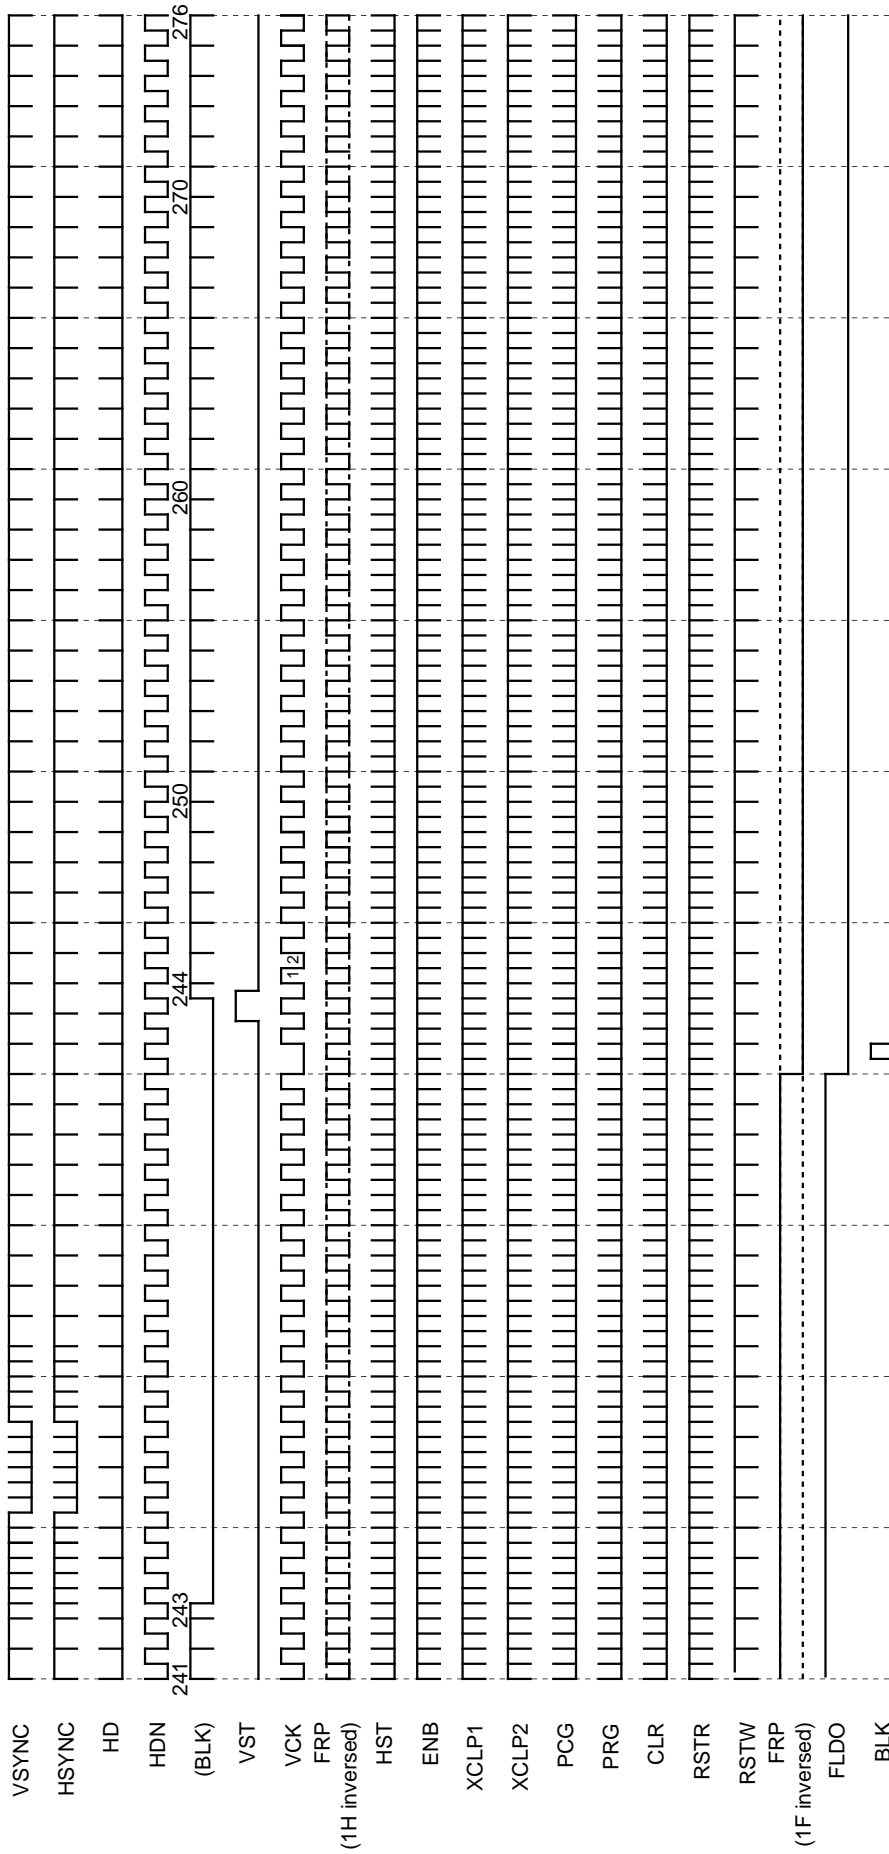 VSYNC
HSYNC
HD
HDN
241 243 244 250 260 270 276
(BLK)
VST
VCK
1 2
FRP
(1H inversed)
HST
ENB
XCLP1
XCLP2
PCG
PRG
CLR
RSTR
RSTW
FRP
(1F inversed)
FLDO
BLK